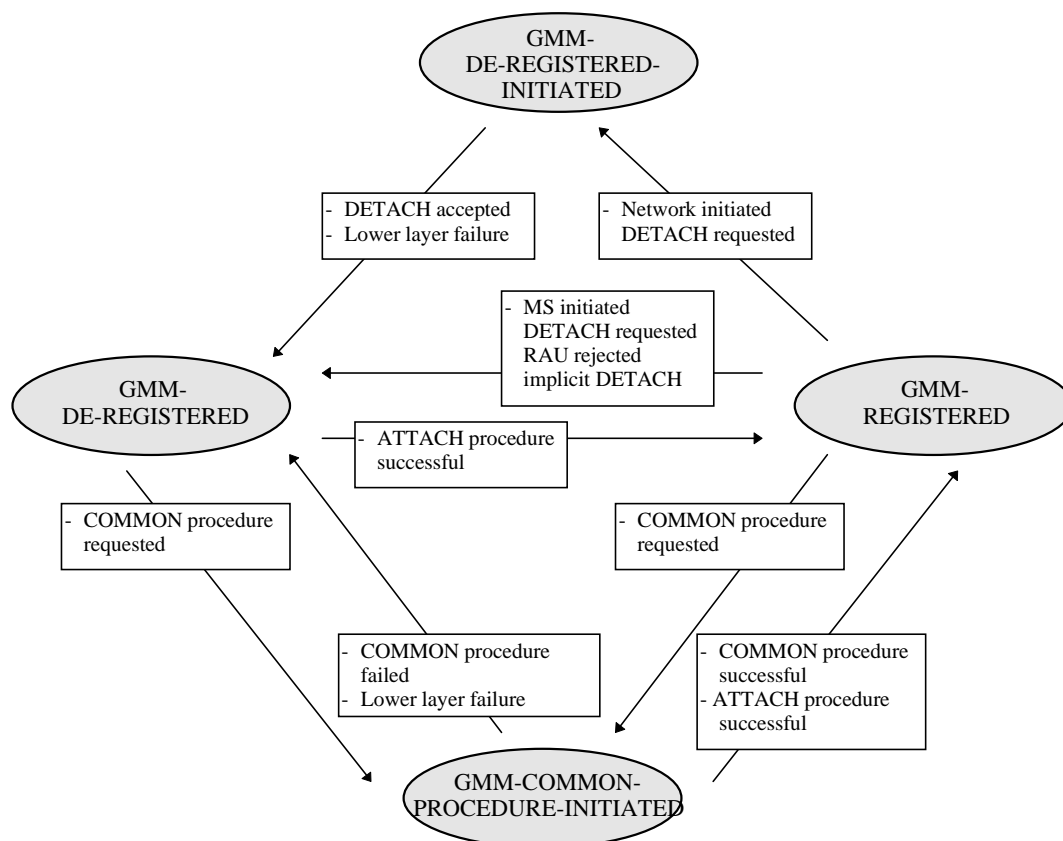 GMM-
DE-REGISTERED-
INITIATED
- DETACH accepted
- Lower layer failure
- Network initiated
DETACH requested
- MS initiated
DETACH requested
RAU rejected
implicit DETACH
GMM-
DE-REGISTERED
GMM-
REGISTERED
- ATTACH procedure
successful
- COMMON procedure
requested
- COMMON procedure
requested
- COMMON procedure
failed
- Lower layer failure
- COMMON procedure
successful
- ATTACH procedure
successful
GMM-COMMON-
PROCEDURE-INITIATED